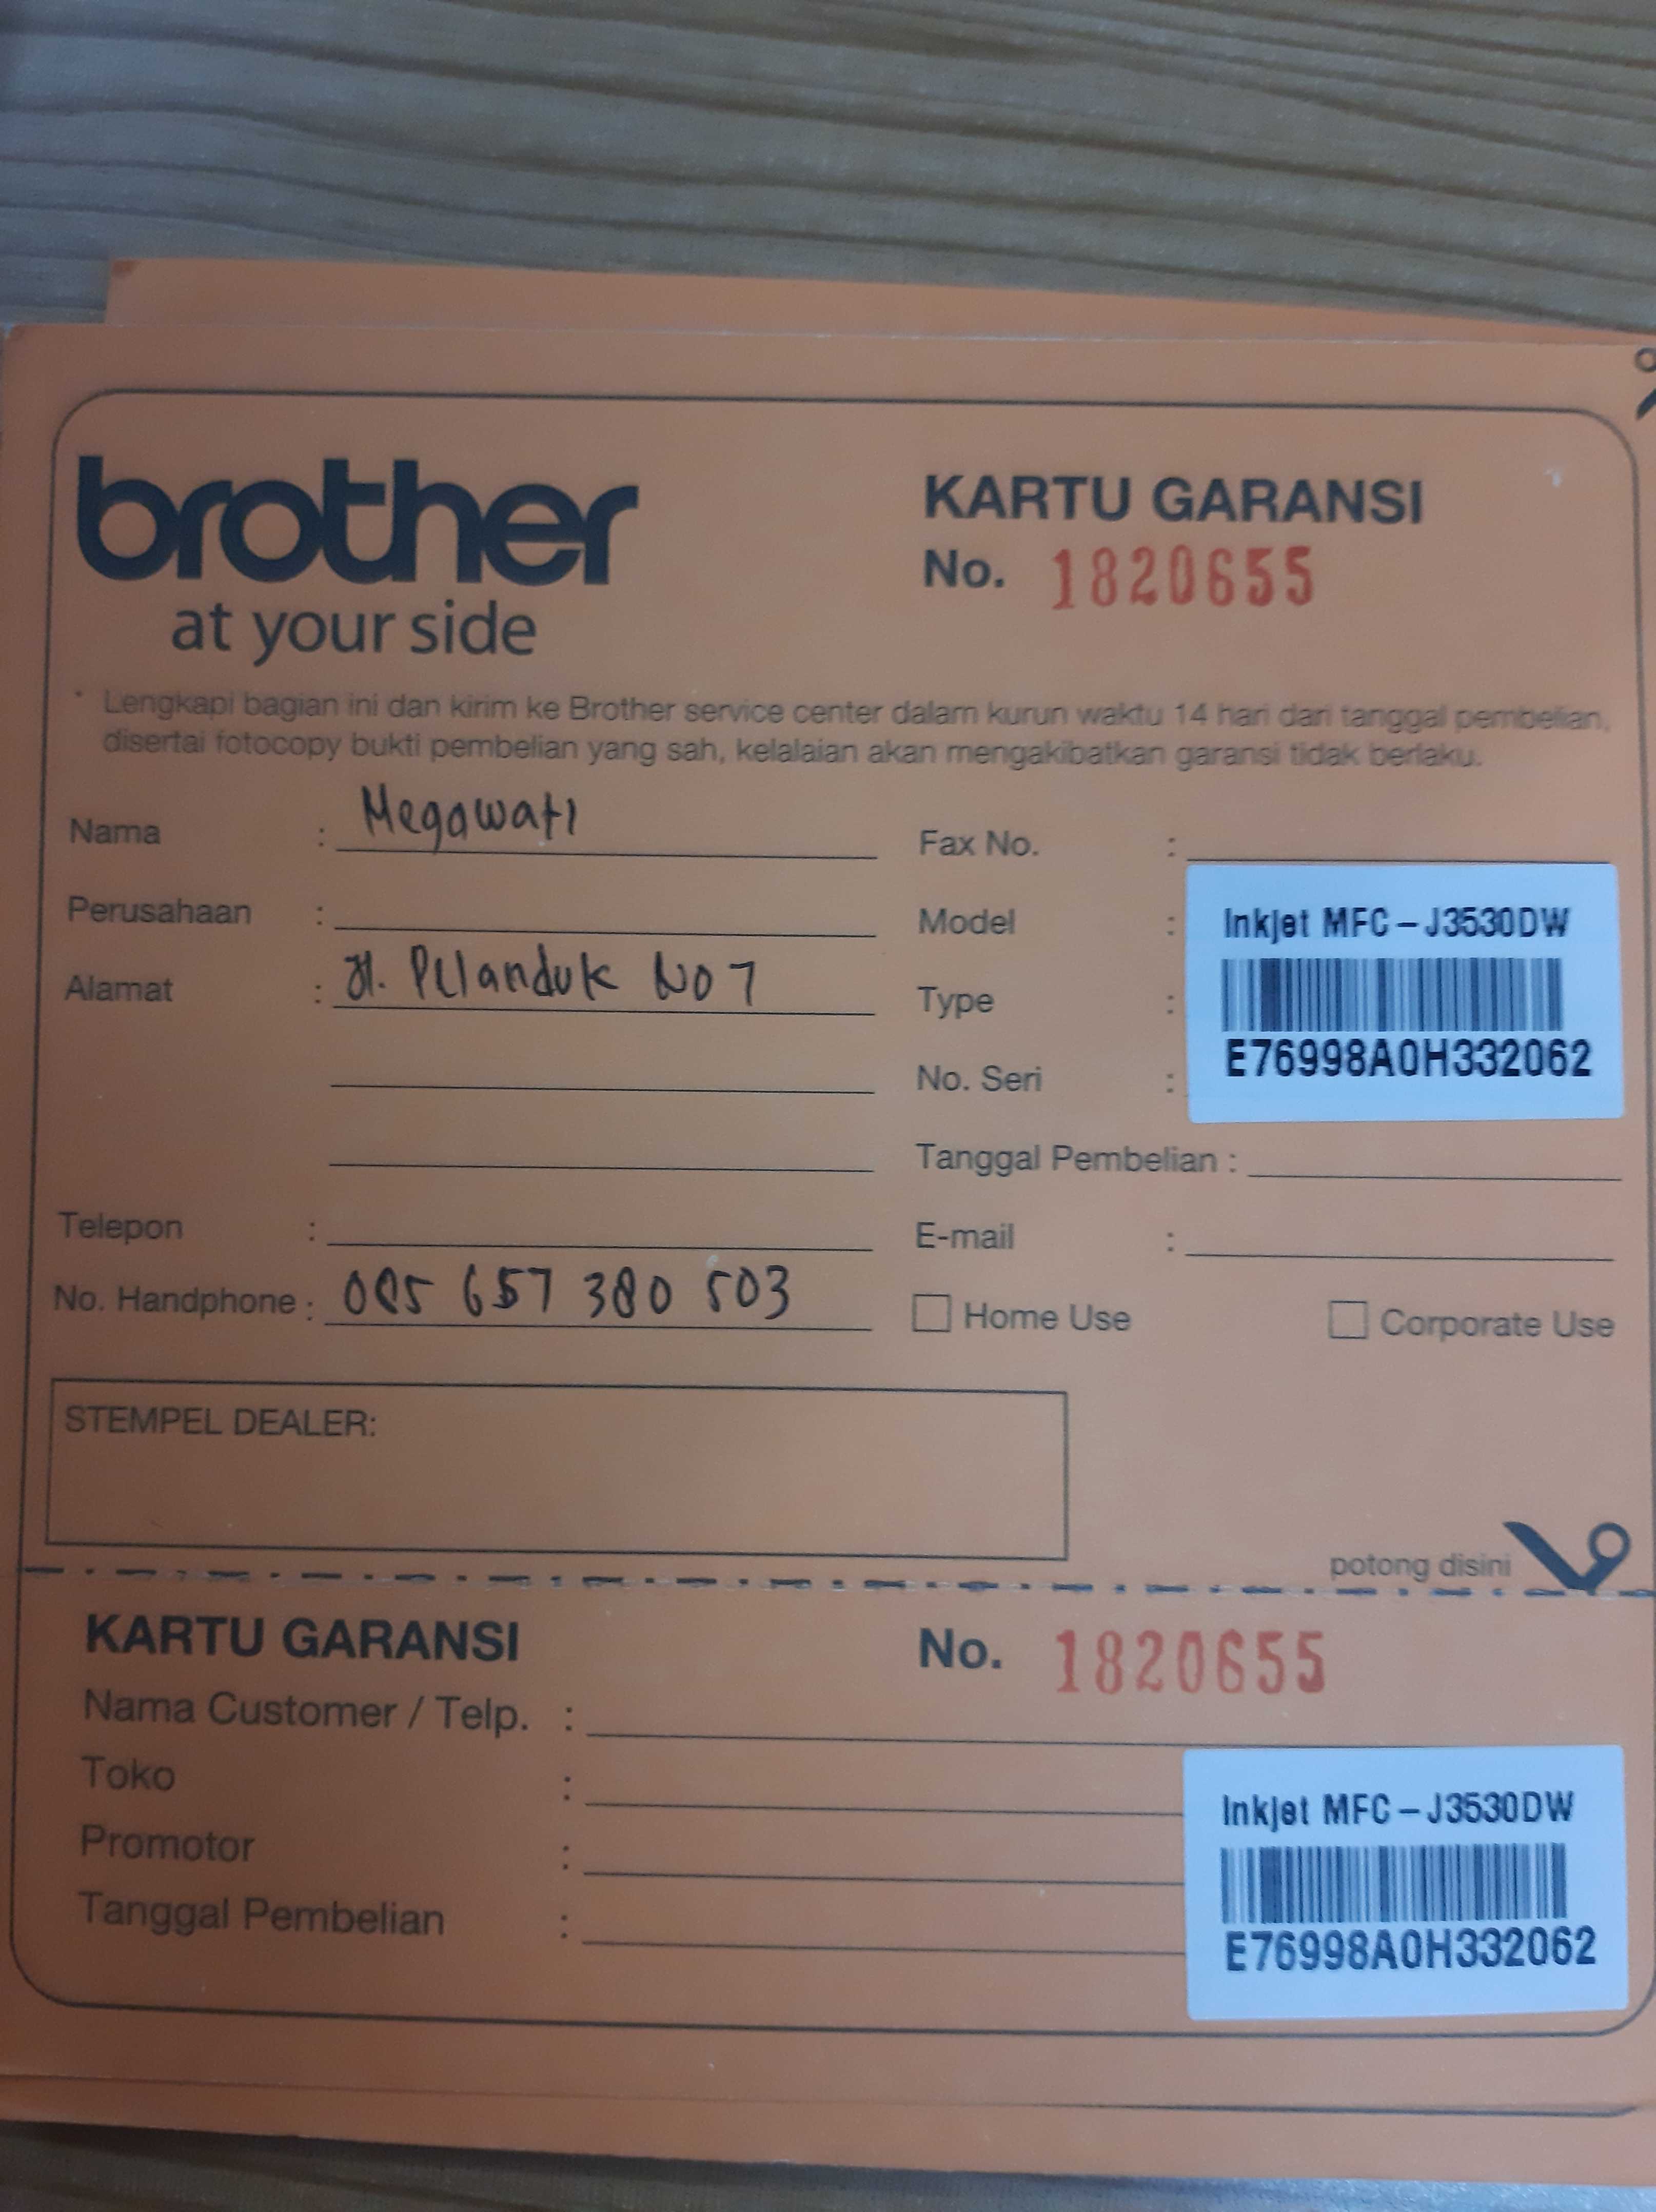 brother
at your side
KARTU GARANSI
No. 1820655
* Lengkapi bagian ini dan kirim ke Brother service center dalam kurun waktu 14 hari dari tanggal pembelian,
disertai fotocopy bukti pembelian yang sah, kelalaian akan mengakibatkan garansi tidak berlaku.
Nama : Megawati
Perusahaan :
Alamat : Jl. Pelanduk No 7
Telepon :
No. Handphone : 085 657 380 503
Fax No. :
Model : Inkjet MFC-J3530DW
Type :
No. Seri : E76998A0H332062
Tanggal Pembelian :
E-mail :
Home Use Corporate Use
STEMPEL DEALER:
potong disini
KARTU GARANSI No. 1820655
Nama Customer / Telp. :
Toko :
Promotor :
Tanggal Pembelian :
Inkjet MFC-J3530DW
E76998A0H332062